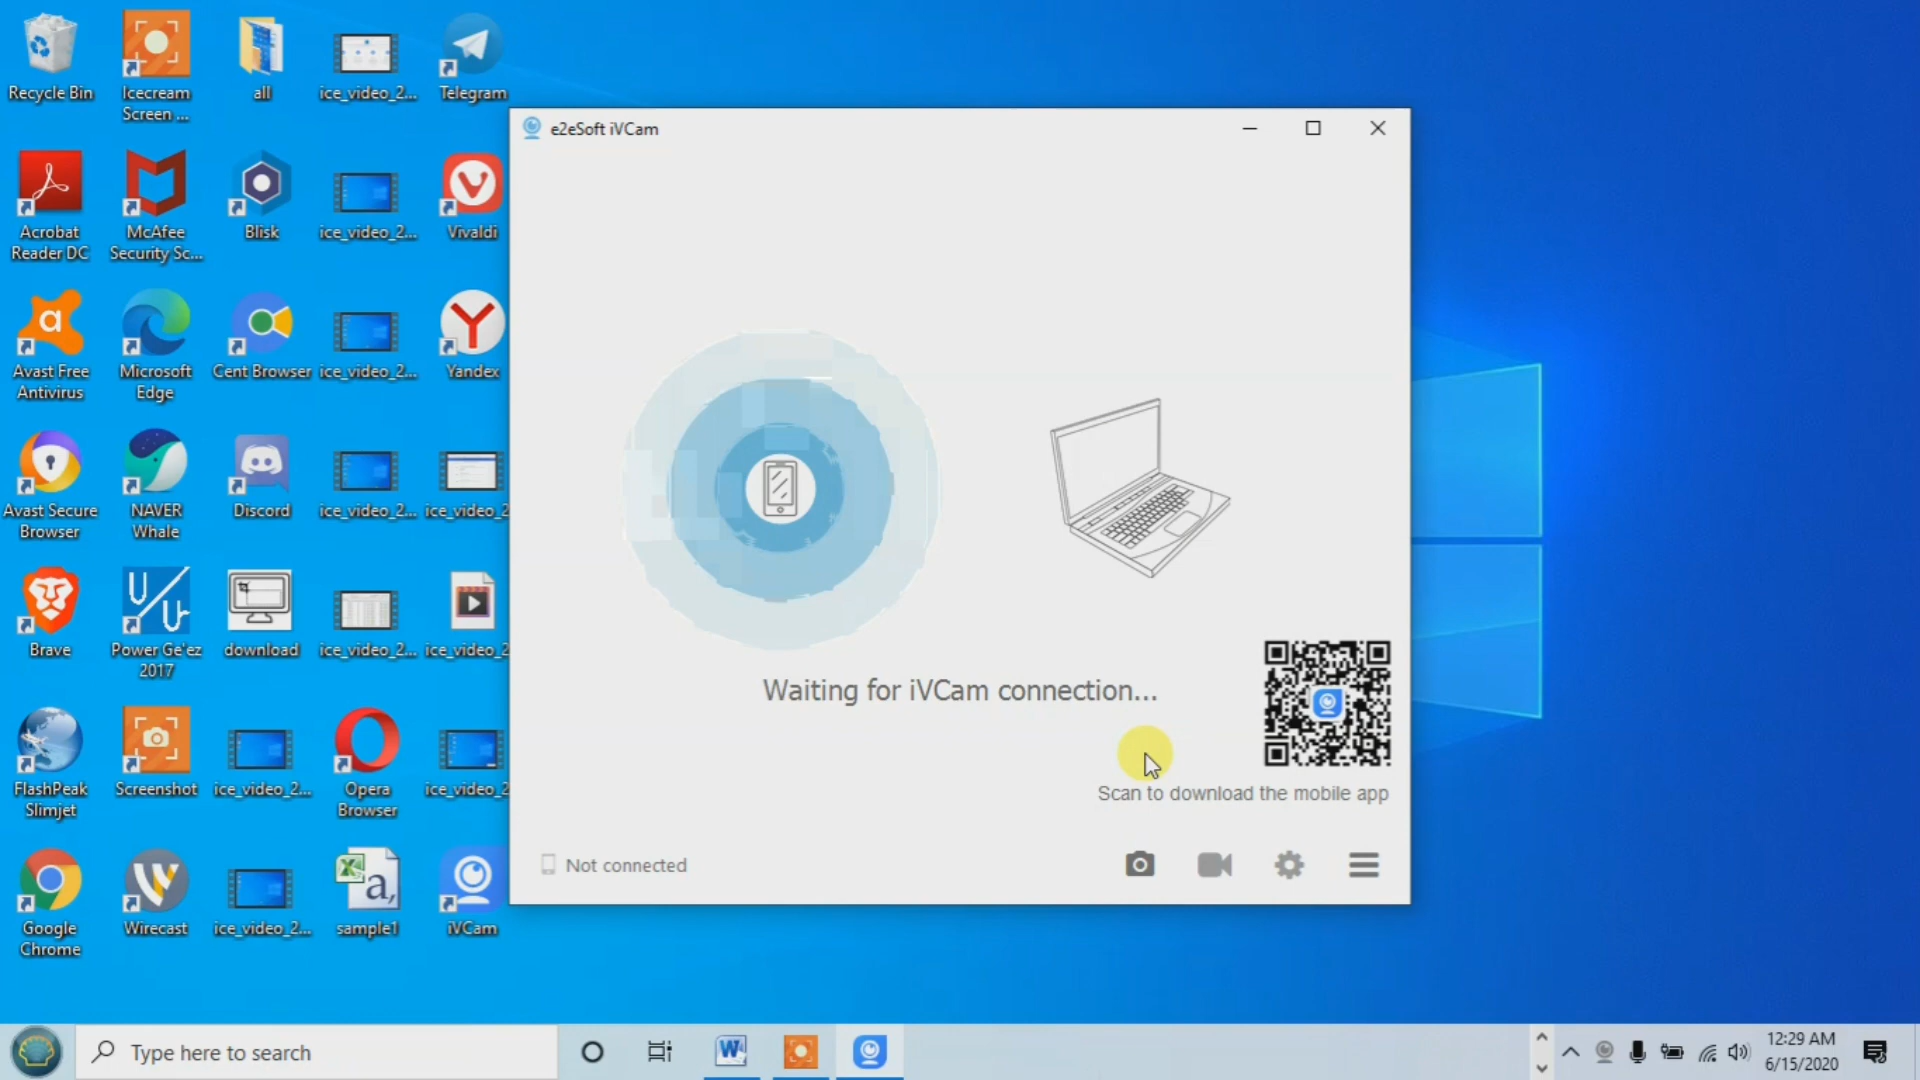 Recycle Bin
Icecream
Screen ...
all
ice_video_2...
Telegram
Acrobat
Reader DC
McAfee
Security Sc...
Blisk
ice_video_2...
Vivaldi
Avast Free
Antivirus
Microsoft
Edge
Cent Browser
ice_video_2...
Yandex
Avast Secure
Browser
NAVER
Whale
Discord
ice_video_2...
ice_video_2
Brave
Power Ge'ez
2017
download
ice_video_2...
ice_video_2
FlashPeak
Slimjet
Screenshot
ice_video_2...
Opera
Browser
ice_video_2
Google
Chrome
Wirecast
ice_video_2...
sample1
iVCam
e2eSoft iVCam
Waiting for iVCam connection...
Scan to download the mobile app
Not connected
Type here to search
12:29 AM
6/15/2020